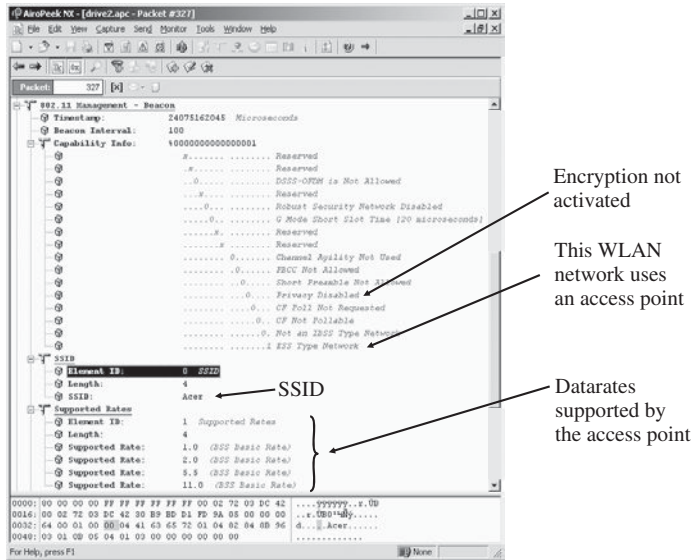 AiroPeek NX - [drive2.apc - Packet #327]
File Edit View Capture Send Monitor Tools Window Help
Packet: 327
802.11 Management - Beacon
Timestamp: 24075162045 Microseconds
Beacon Interval: 100
Capability Info: %0000000000000001
x....... ........ Reserved
.x...... ........ Reserved
..0..... ........ DSSS-OFDM is Not Allowed
...x.... ........ Reserved
....0... ........ Robust Security Network Disabled
.....0.. ........ G Mode Short Slot Time [20 microseconds]
......x. ........ Reserved
.......x ........ Reserved
........ 0....... Channel Agility Not Used
........ .0...... PBCC Not Allowed
........ ..0..... Short Preamble Not Allowed
........ ...0.... Privacy Disabled
........ ....0... CF Poll Not Requested
........ .....0.. CF Not Pollable
........ ......0. Not an IBSS Type Network
........ .......1 ESS Type Network
SSID
Element ID: 0 SSID
Length: 4
SSID: Acer
Supported Rates
Element ID: 1 Supported Rates
Length: 4
Supported Rate: 1.0 (BSS Basic Rate)
Supported Rate: 2.0 (BSS Basic Rate)
Supported Rate: 5.5 (BSS Basic Rate)
Supported Rate: 11.0 (BSS Basic Rate)
0000: 80 00 00 00 FF FF FF FF FF FF 00 02 72 03 DC 42
0016: 00 02 72 03 DC 42 30 B9 BD D1 FD 9A 05 00 00 00
0032: 64 00 01 00 00 04 41 63 65 72 01 04 82 84 8B 96 d.....Acer.....
0048: 03 01 0B 05 04 01 03 00 00 00 00 00 00 .............
For Help, press F1
None
Encryption not
activated
This WLAN
network uses
an access point
SSID
Datarates
supported by
the access point